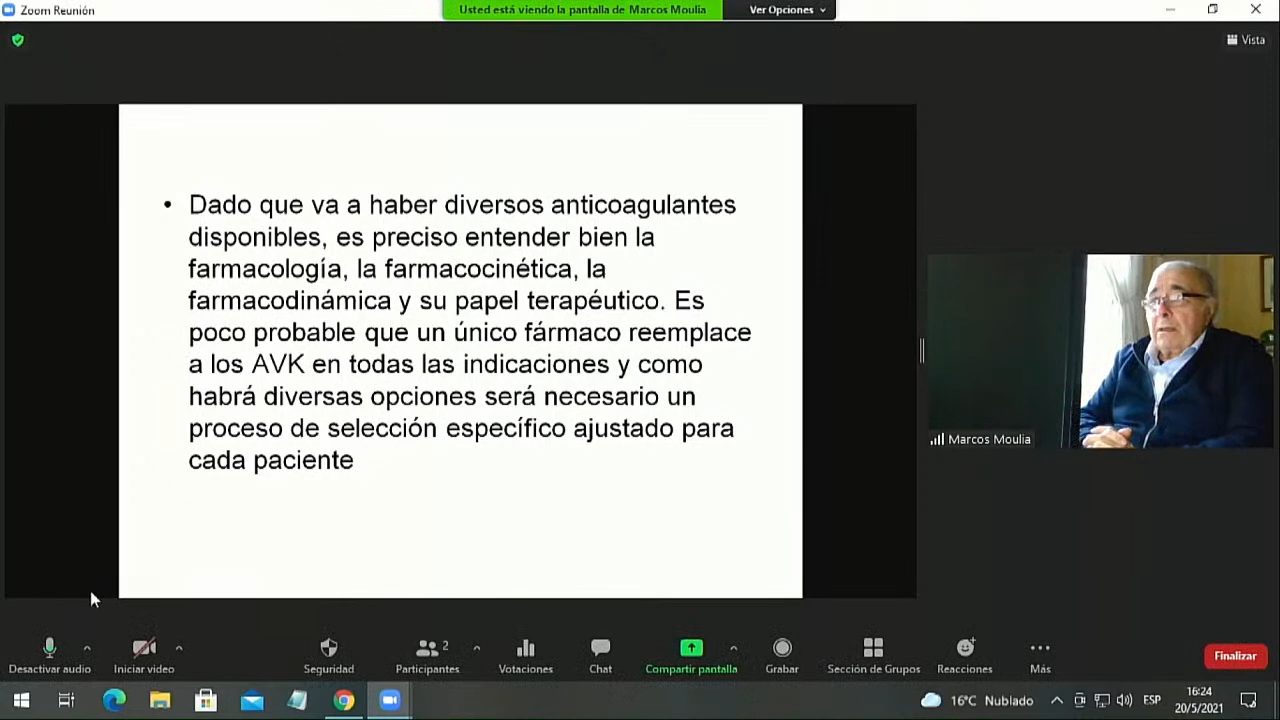 Zoom Reunión
Usted está viendo la pantalla de Marcos Moulia
Ver Opciones
Vista
• Dado que va a haber diversos anticoagulantes
disponibles, es preciso entender bien la
farmacología, la farmacocinética, la
farmacodinámica y su papel terapéutico. Es
poco probable que un único fármaco reemplace
a los AVK en todas las indicaciones y como
habrá diversas opciones será necesario un
proceso de selección específico ajustado para
cada paciente
Marcos Moulia
Desactivar audio
Iniciar video
Seguridad
Participantes
2
Votaciones
Chat
Compartir pantalla
Grabar
Sección de Grupos
Reacciones
Más
Finalizar
16°C Nublado
ESP
16:24
20/5/2021